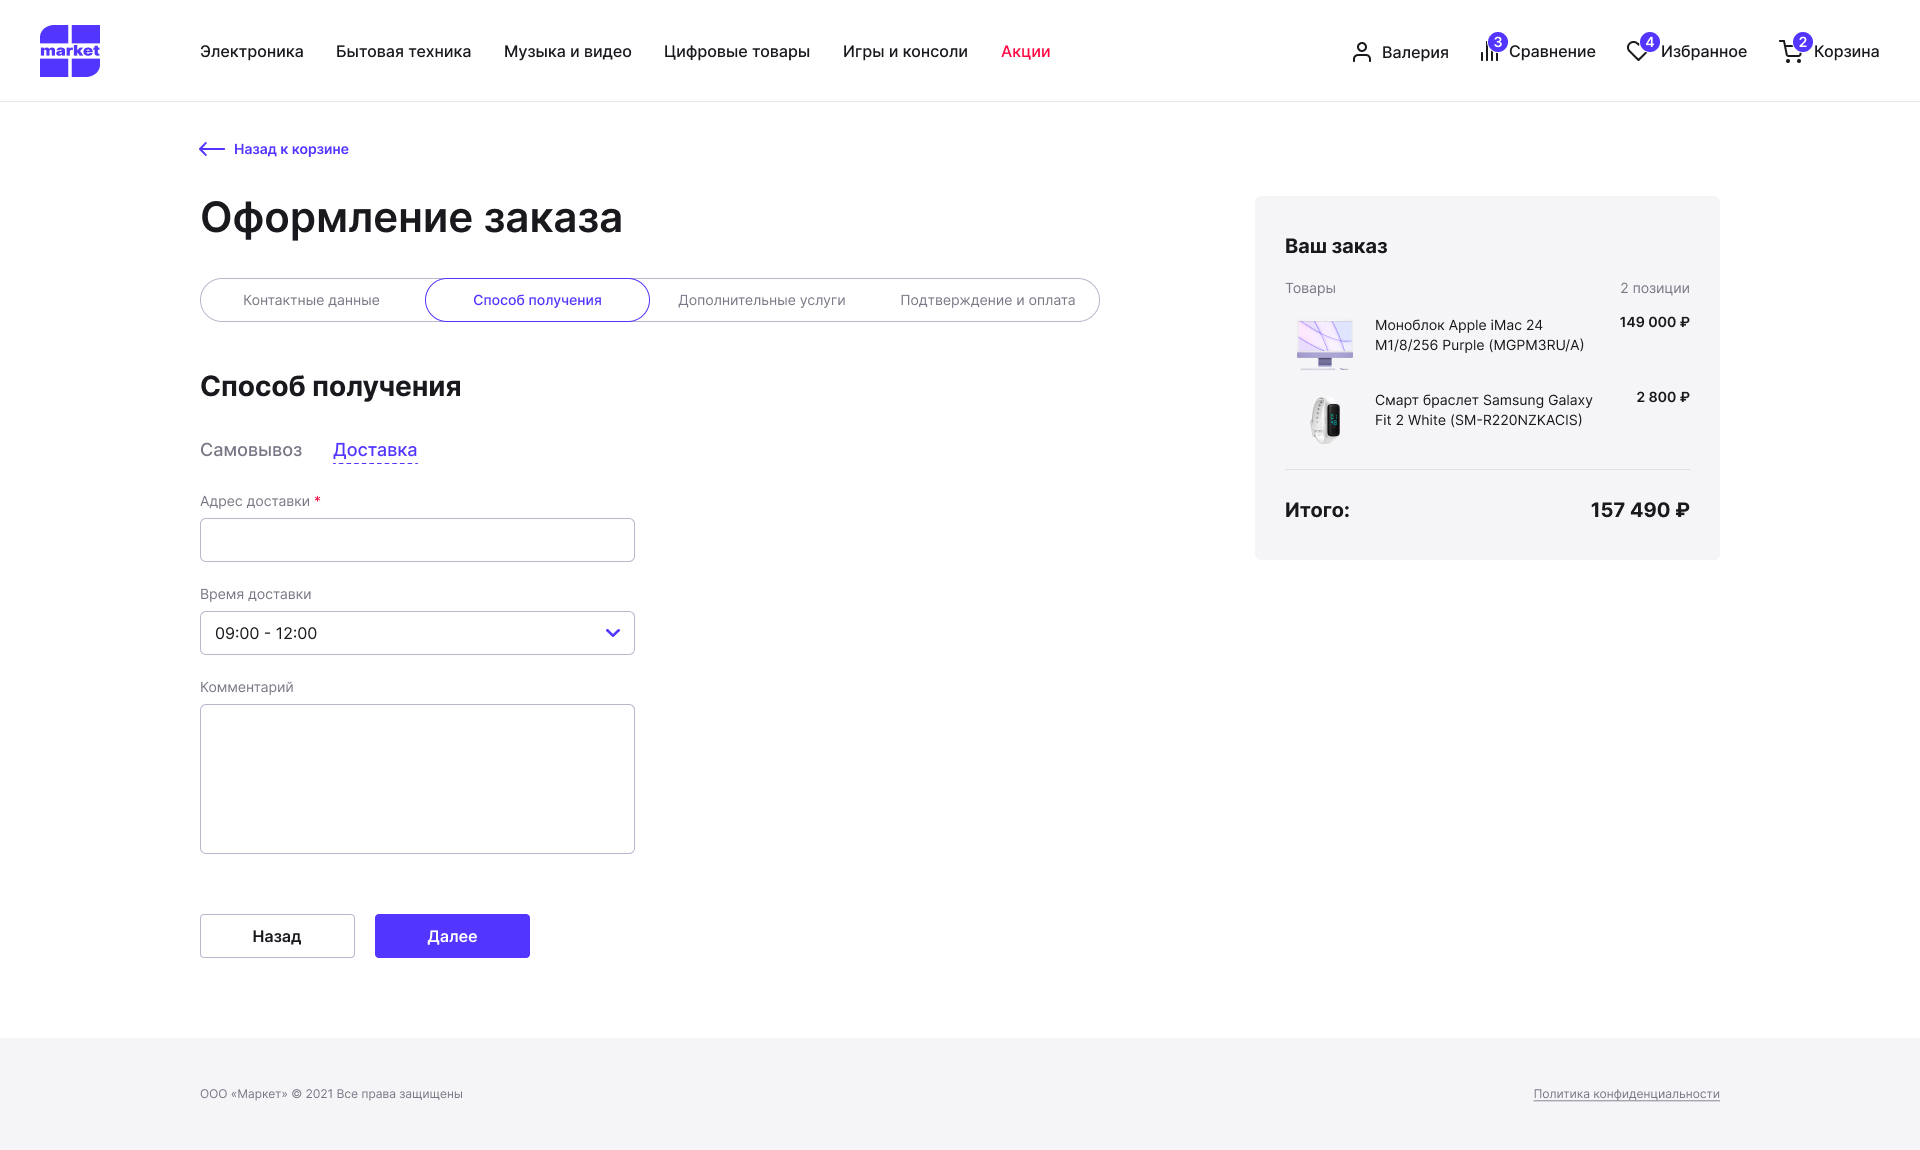 market
Электроника
Бытовая техника
Музыка и видео
Цифровые товары
Игры и консоли
Акции
Валерия
3
Сравнение
4
Избранное
2
Корзина
Назад к корзине
Оформление заказа
Контактные данные
Способ получения
Дополнительные услуги
Подтверждение и оплата
Способ получения
Самовывоз
Доставка
Адрес доставки *
Время доставки
09:00 - 12:00
Комментарий
Назад
Далее
Ваш заказ
Товары
2 позиции
Моноблок Apple iMac 24
M1/8/256 Purple (MGPM3RU/A)
149 000 ₽
Смарт браслет Samsung Galaxy
Fit 2 White (SM-R220NZKACIS)
2 800 ₽
Итого:
157 490 ₽
ООО «Маркет» © 2021 Все права защищены
Политика конфиденциальности